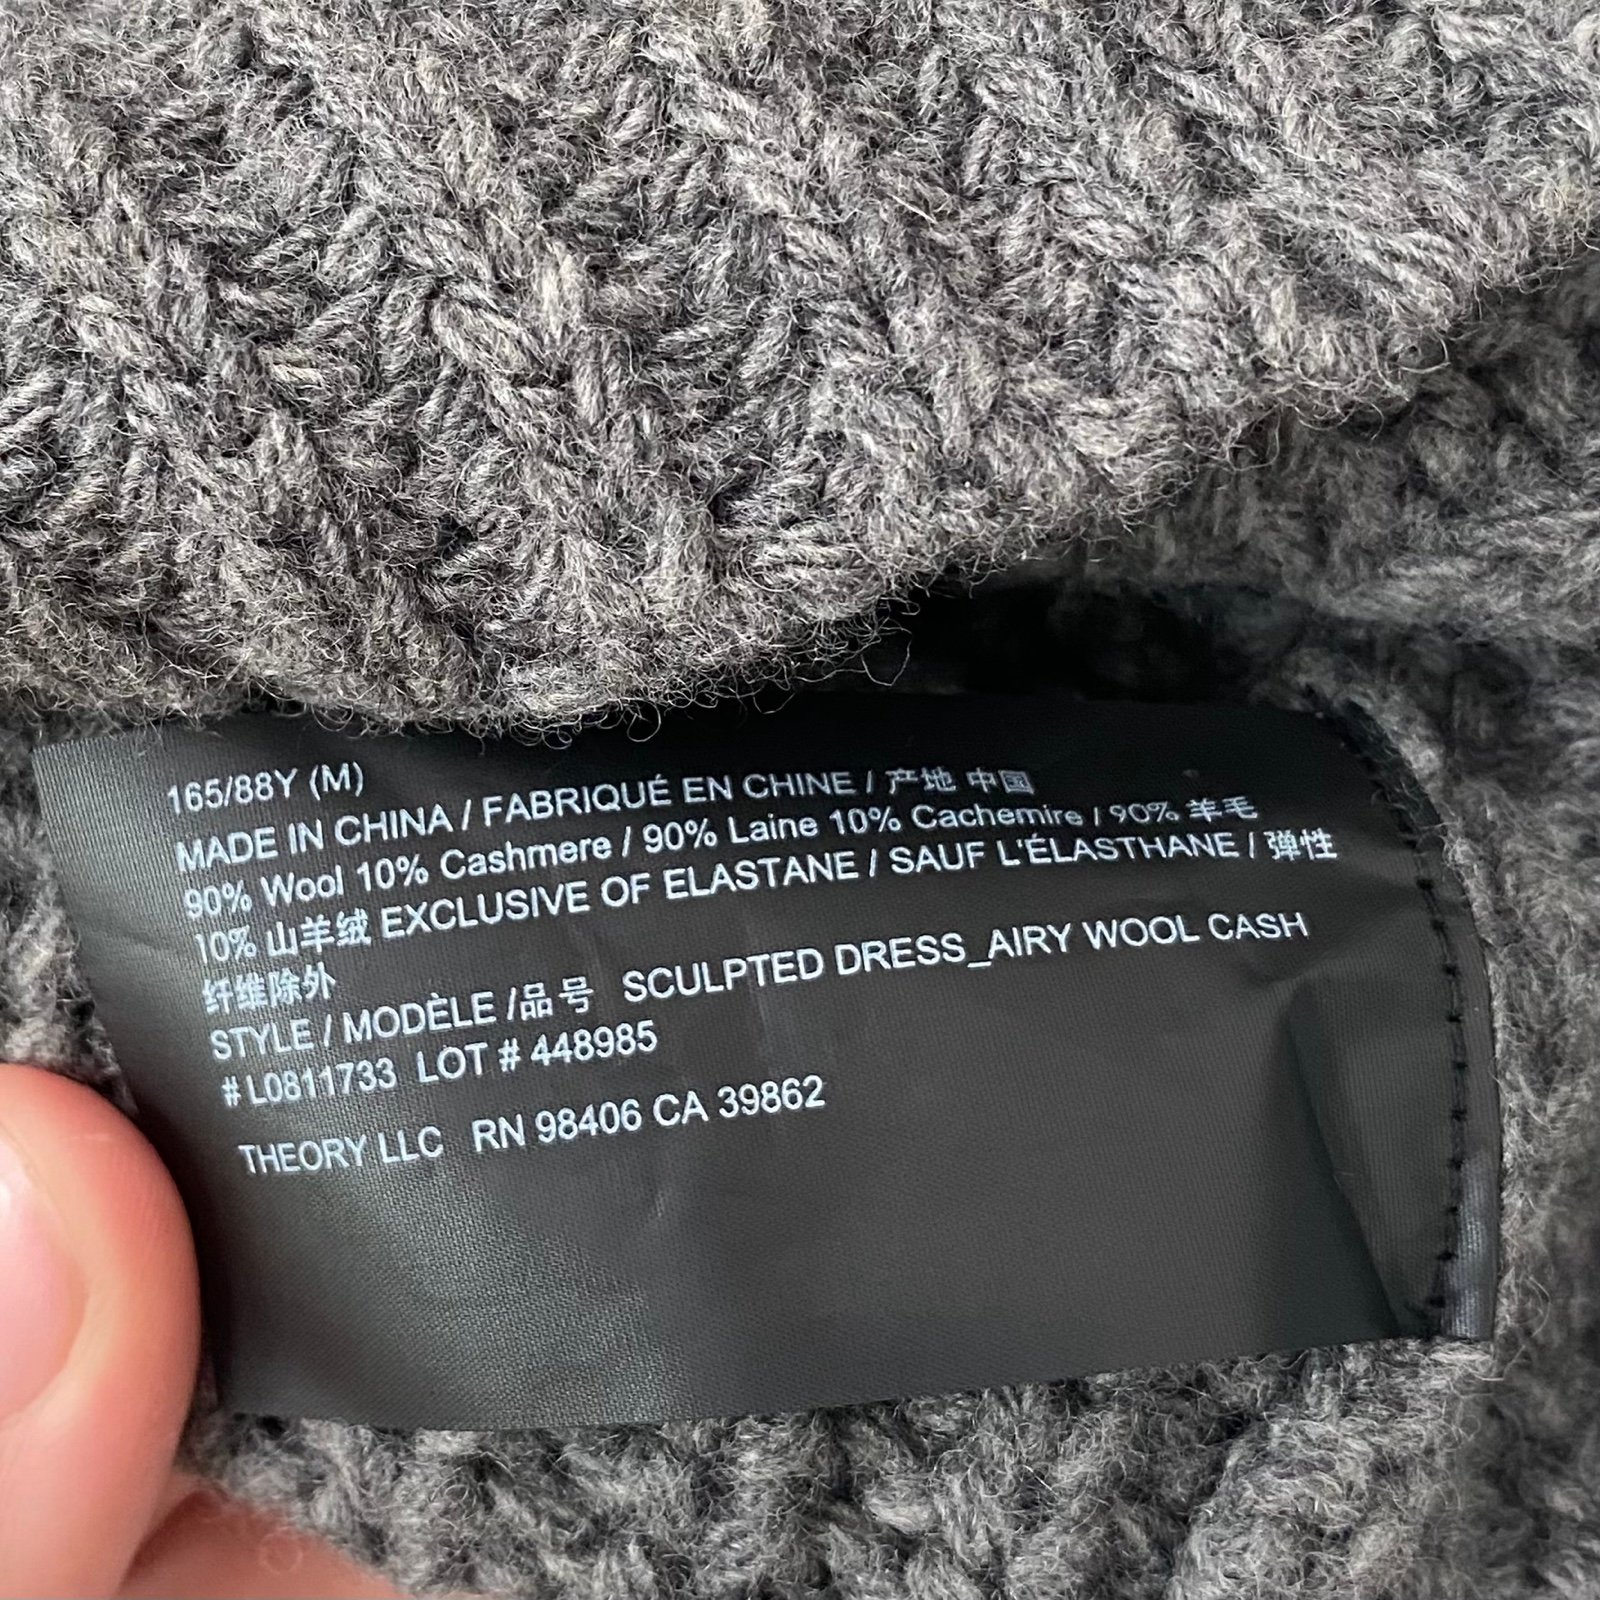 165/88Y (M)
MADE IN CHINA / FABRIQUÉ EN CHINE / 产地 中国
90% Wool 10% Cashmere / 90% Laine 10% Cachemire / 90% 羊毛
10% 山羊绒 EXCLUSIVE OF ELASTANE / SAUF L'ÉLASTHANE / 弹性
纤维除外
STYLE / MODÈLE /品号 SCULPTED DRESS_AIRY WOOL CASH
# L0811733 LOT # 448985
THEORY LLC RN 98406 CA 39862